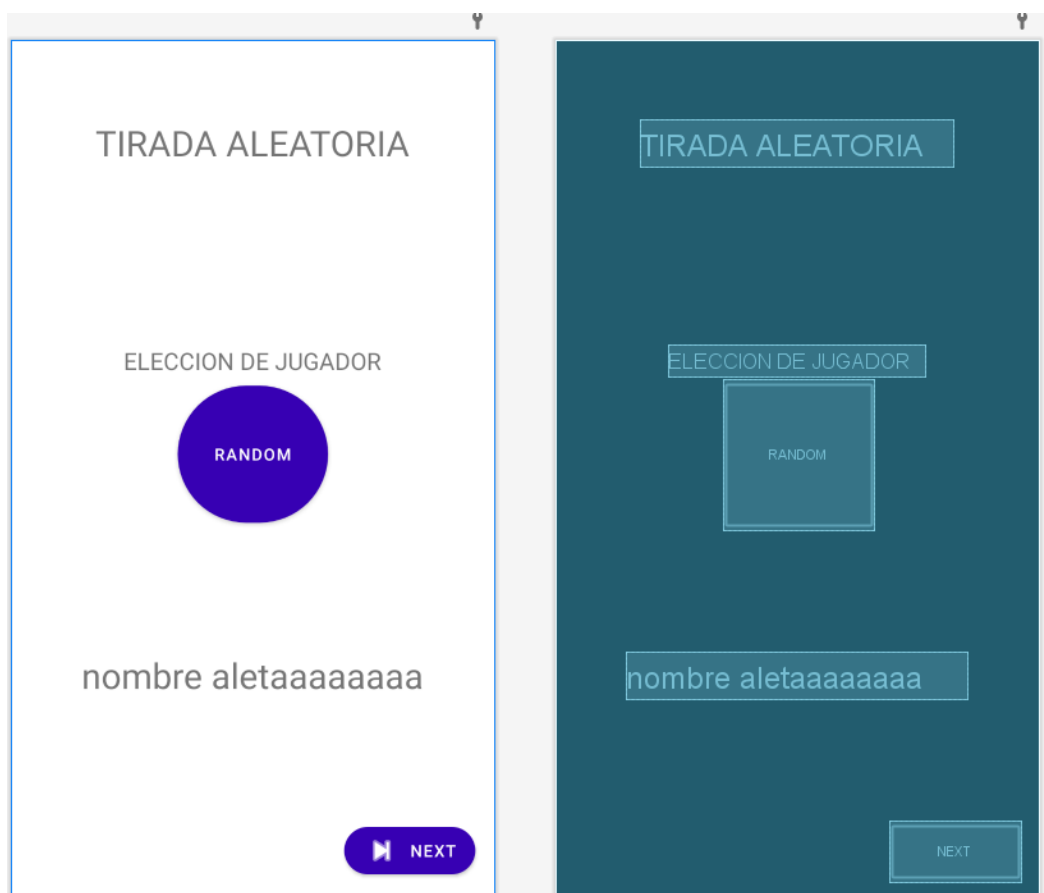 TIRADA ALEATORIA
ELECCION DE JUGADOR
RANDOM
nombre aletaaaaaaaa
NEXT
TIRADA ALEATORIA
ELECCION DE JUGADOR
RANDOM
nombre aletaaaaaaaa
NEXT